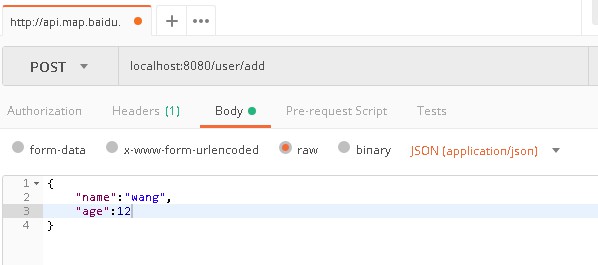 http://api.map.baidu.
POST localhost:8080/user/add
Authorization Headers (1) Body Pre-request Script Tests
form-data x-www-form-urlencoded raw binary JSON (application/json)
1 {
2 "name":"wang",
3 "age":12
4 }